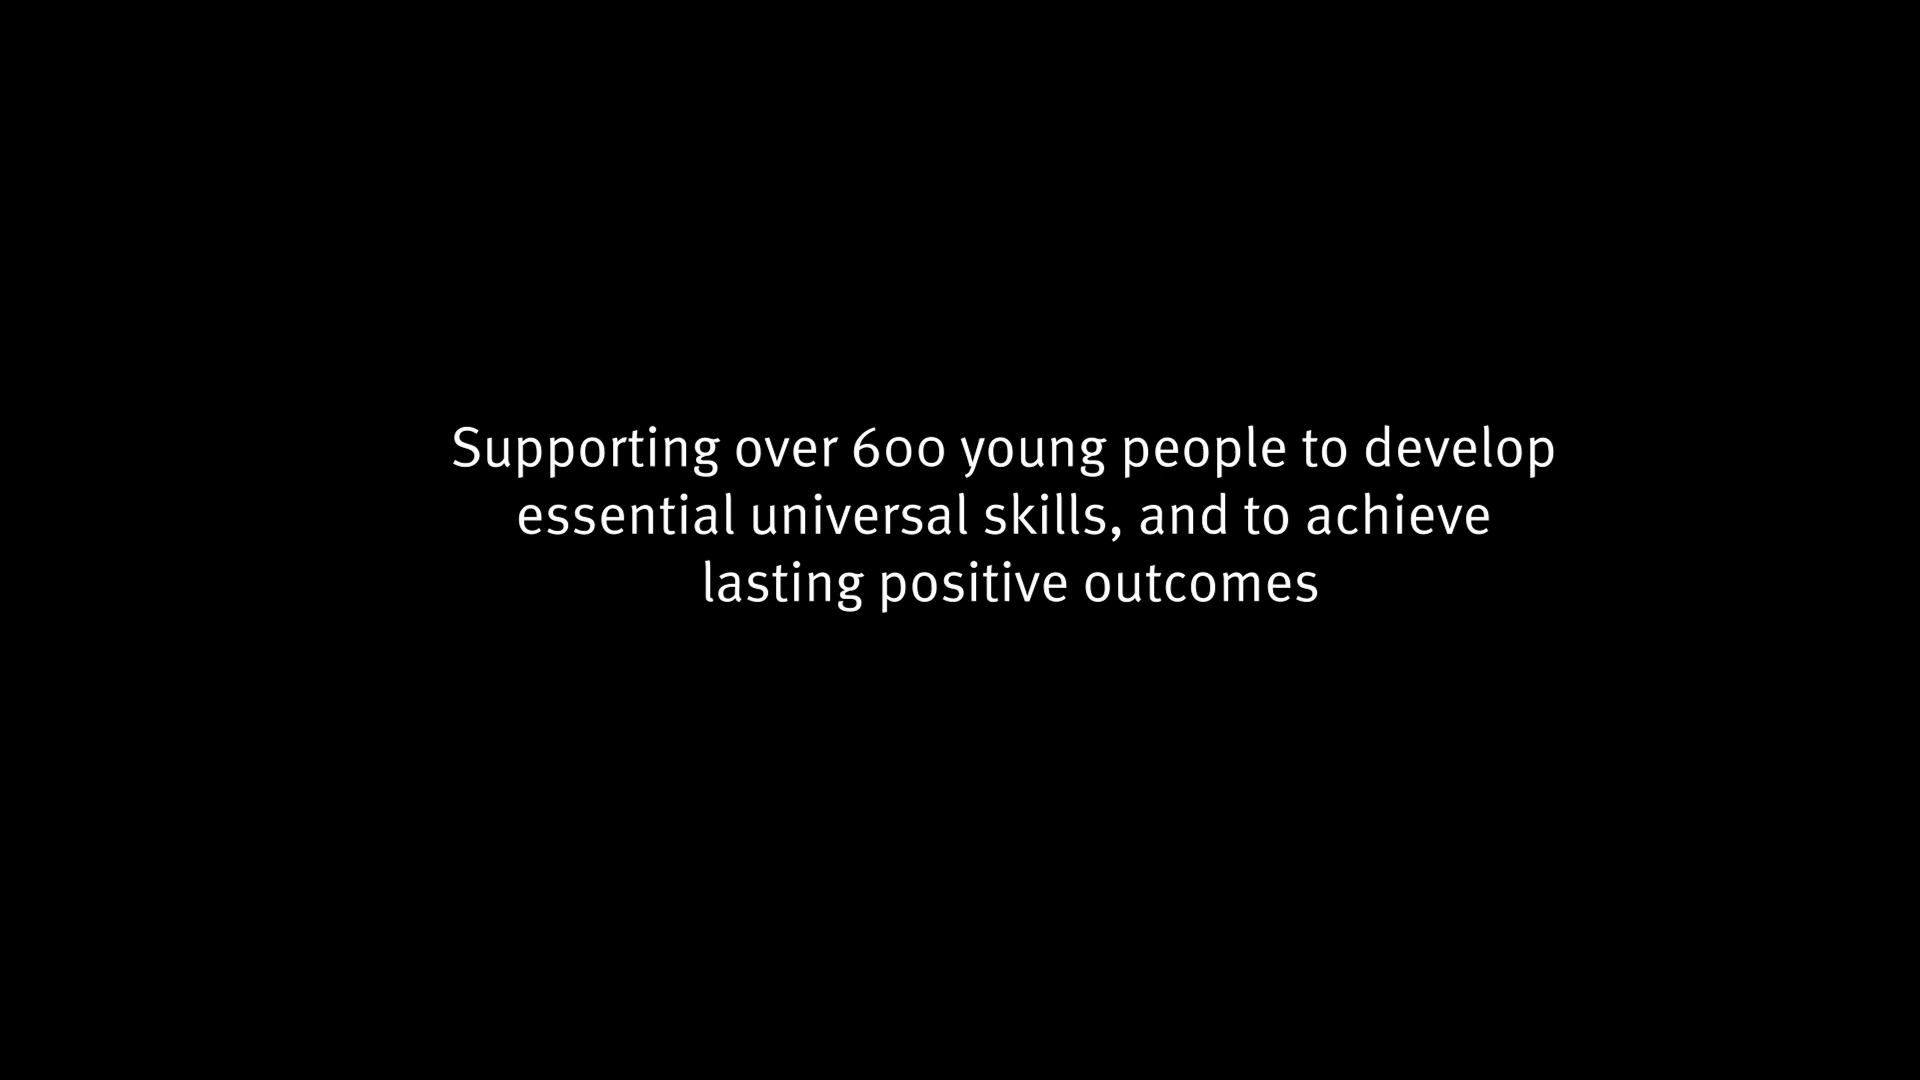 Supporting over 600 young people to develop
essential universal skills, and to achieve
lasting positive outcomes